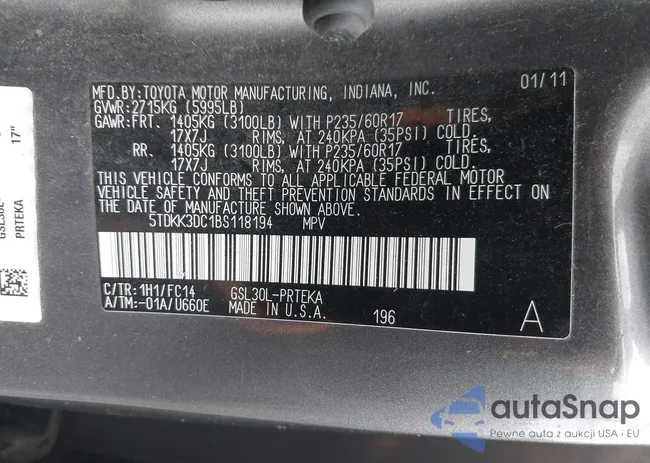 MFD.BY:TOYOTA MOTOR MANUFACTURING, INDIANA, INC. 01/11
GVWR:2715KG (5995LB)
GAWR:FRT. 1405KG (3100LB) WITH P235/60R17 TIRES,
17X7J RIMS, AT 240KPA (35PSI) COLD.
RR. 1405KG (3100LB) WITH P235/60R17 TIRES,
17X7J RIMS, AT 240KPA (35PSI) COLD.
THIS VEHICLE CONFORMS TO ALL APPLICABLE FEDERAL MOTOR
VEHICLE SAFETY AND THEFT PREVENTION STANDARDS IN EFFECT ON
THE DATE OF MANUFACTURE SHOWN ABOVE.
5TDKK3DC1BS118194 MPV
C/TR:1H1/FC14 GSL30L-PRTEKA
A/TM:-01A/U660E MADE IN U.S.A. 196 A
GSL30L-
PRTEKA 17"
autaSnap
Pewne auta z aukcji USA i EU